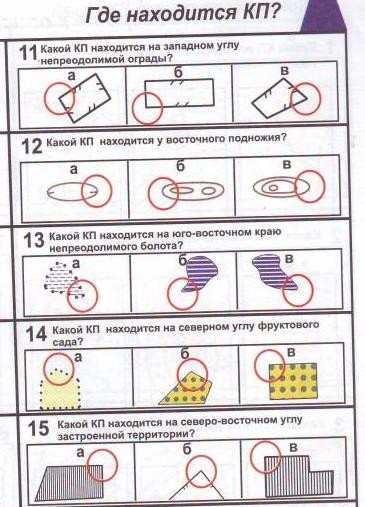 Где находится КП?
11 Какой КП находится на западном углу
непреодолимой ограды?
а б в
12 Какой КП находится у восточного подножия?
а б в
13 Какой КП находится на юго-восточном краю
непреодолимого болота?
а б в
14 Какой КП находится на северном углу фруктового
сада?
а б в
15 Какой КП находится на северо-восточном углу
застроенной территории?
а б в